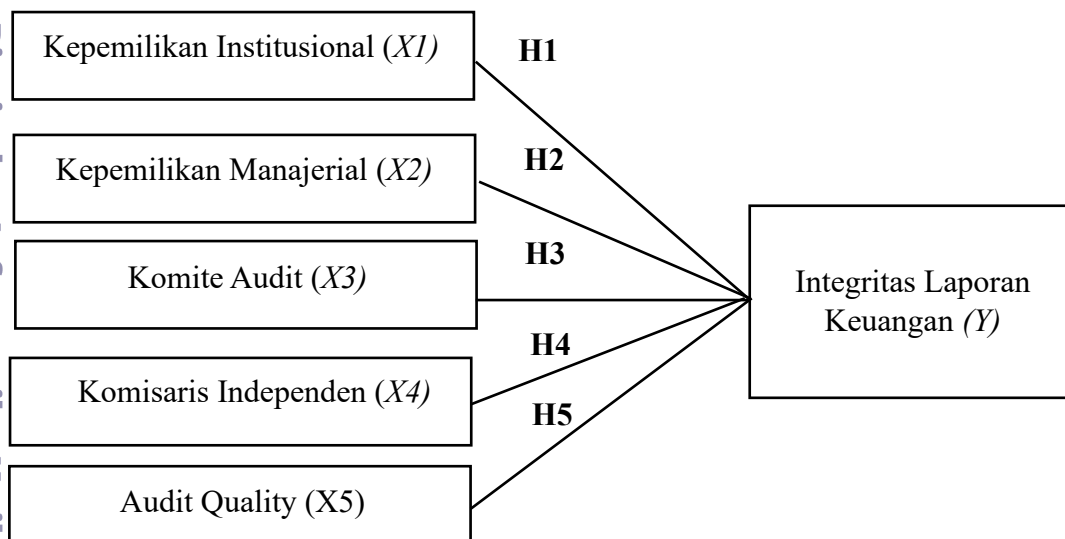 Kepemilikan Institusional (X1)
H1
Kepemilikan Manajerial (X2)
H2
Komite Audit (X3)
H3
Komisaris Independen (X4)
H4
Audit Quality (X5)
H5
Integritas Laporan
Keuangan (Y)